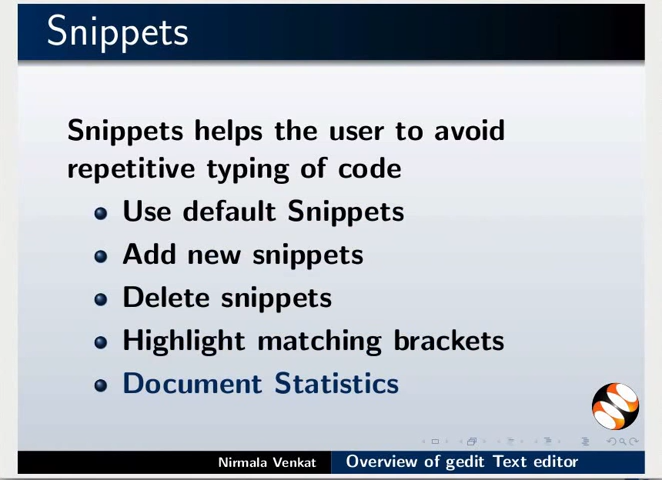 Snippets
Snippets helps the user to avoid
repetitive typing of code
Use default Snippets
Add new snippets
Delete snippets
Highlight matching brackets
Document Statistics
Nirmala Venkat
Overview of gedit Text editor